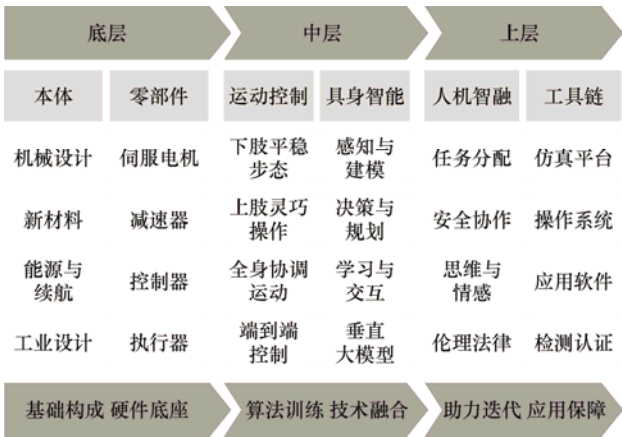 底层 中层 上层
本体 零部件 运动控制 具身智能 人机智融 工具链
机械设计 伺服电机 下肢平稳 感知与 任务分配 仿真平台
步态 建模
新材料 减速器 上肢灵巧 决策与 安全协作 操作系统
操作 规划
能源与 控制器 全身协调 学习与 思维与 应用软件
续航 运动 交互 情感
工业设计 执行器 端到端 垂直 伦理法律 检测认证
控制 大模型
基础构成 硬件底座 算法训练 技术融合 助力迭代 应用保障